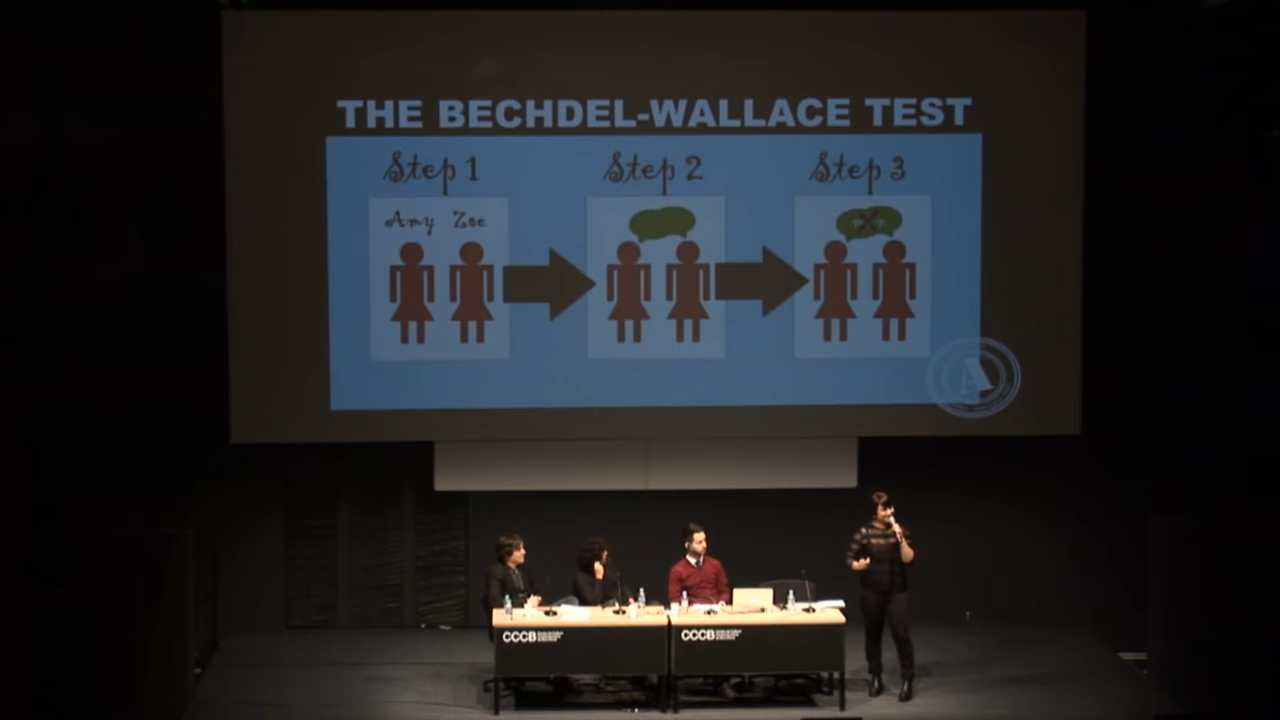 THE BECHDEL-WALLACE TEST
Step 1
Step 2
Step 3
Amy Zoe
A
CCCB
CCCB